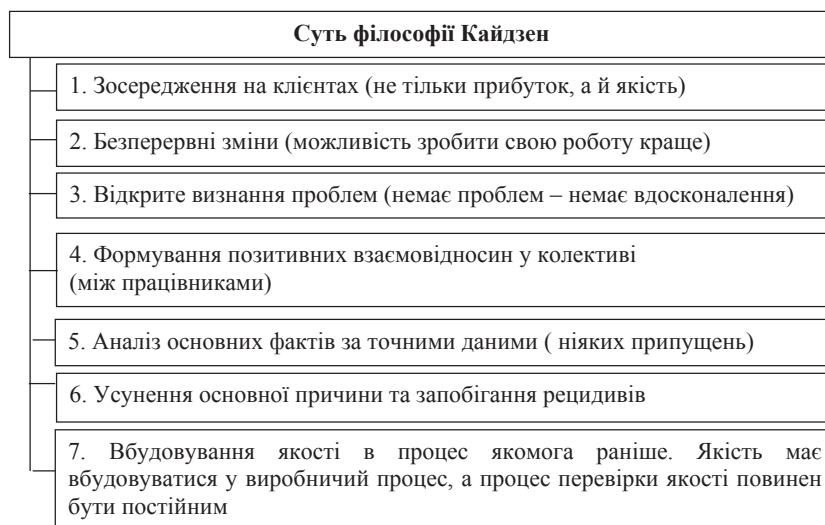 Суть філософії Кайдзен
1. Зосередження на клієнтах (не тільки прибуток, а й якість)
2. Безперервні зміни (можливість зробити свою роботу краще)
3. Відкрите визнання проблем (немає проблем – немає вдосконалення)
4. Формування позитивних взаємовідносин у колективі
(між працівниками)
5. Аналіз основних фактів за точними даними ( ніяких припущень)
6. Усунення основної причини та запобігання рецидивів
7. Вбудовування якості в процес якомога раніше. Якість має
вбудовуватися у виробничий процес, а процес перевірки якості повинен
бути постійним